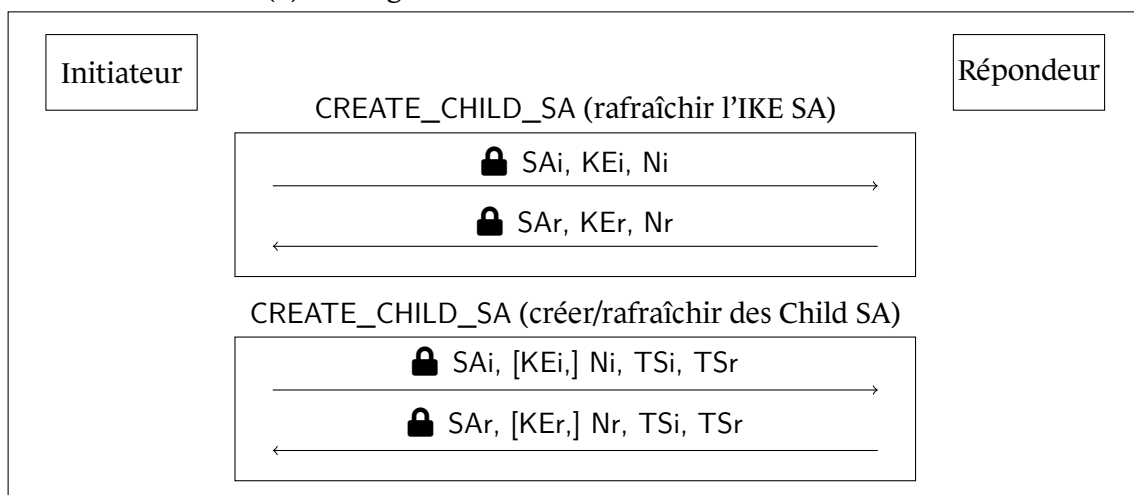 Initiateur
Répondeur
CREATE_CHILD_SA (rafraîchir l'IKE SA)
SAi, KEi, Ni
SAr, KEr, Nr
CREATE_CHILD_SA (créer/rafraîchir des Child SA)
SAi, [KEi,] Ni, TSi, TSr
SAr, [KEr,] Nr, TSi, TSr